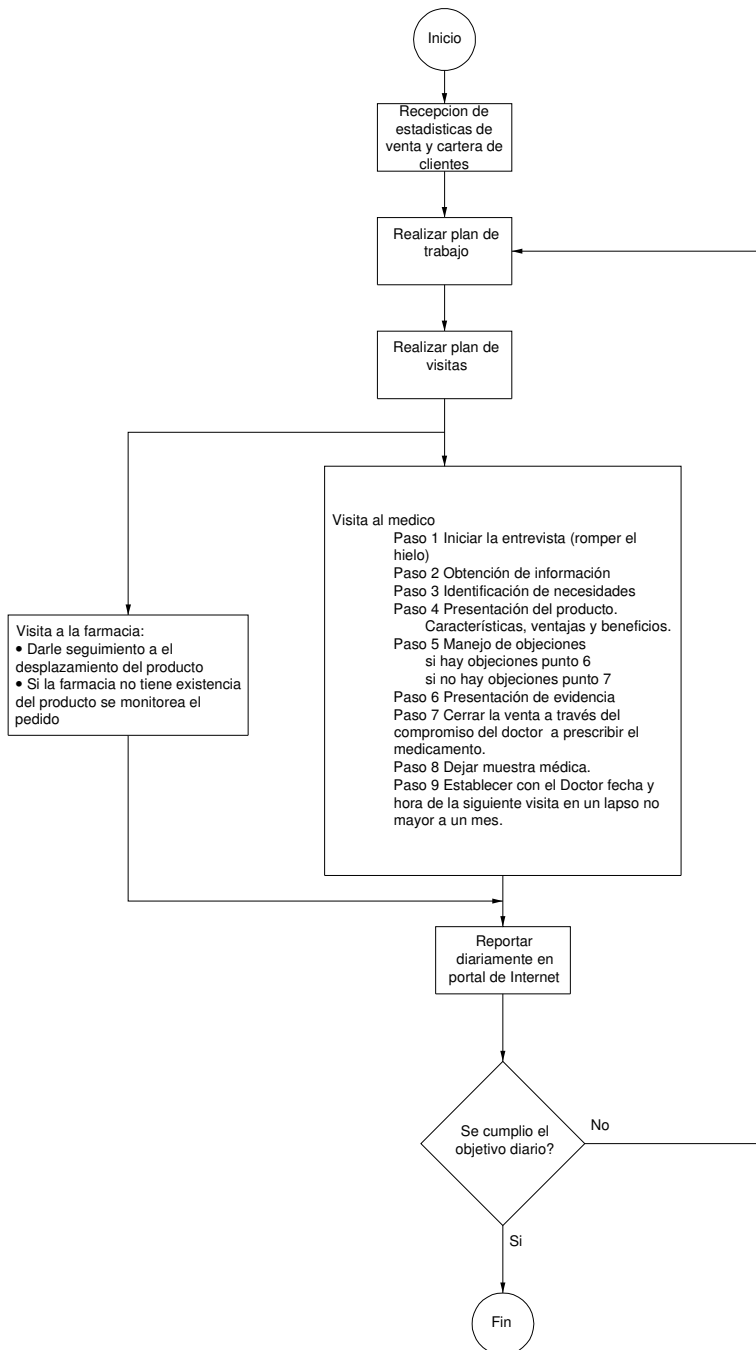 Inicio
Recepcion de
estadisticas de
venta y cartera de
clientes
Realizar plan de
trabajo
Realizar plan de
visitas
Visita al medico
Paso 1 Iniciar la entrevista (romper el
hielo)
Paso 2 Obtención de información
Paso 3 Identificación de necesidades
Paso 4 Presentación del producto.
Características, ventajas y beneficios.
Paso 5 Manejo de objeciones
si hay objeciones punto 6
si no hay objeciones punto 7
Paso 6 Presentación de evidencia
Paso 7 Cerrar la venta a través del
compromiso del doctor a prescribir el
medicamento.
Paso 8 Dejar muestra médica.
Paso 9 Establecer con el Doctor fecha y
hora de la siguiente visita en un lapso no
mayor a un mes.
Visita a la farmacia:
• Darle seguimiento a el
desplazamiento del producto
• Si la farmacia no tiene existencia
del producto se monitorea el
pedido
Reportar
diariamente en
portal de Internet
Se cumplio el
objetivo diario?
No
Si
Fin